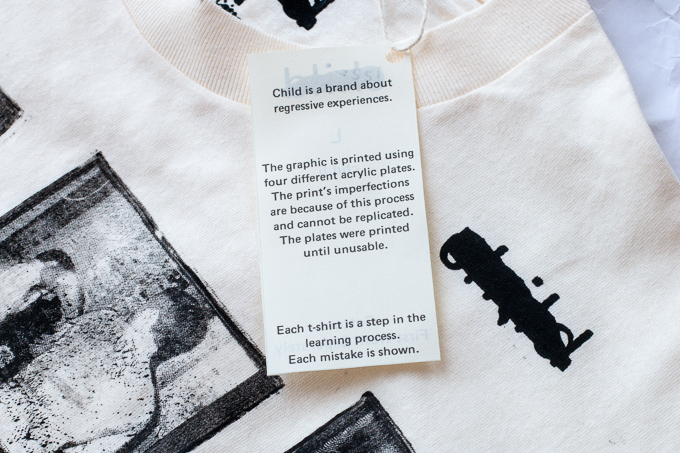 Child is a brand about
regressive experiences.
The graphic is printed using
four different acrylic plates.
The print's imperfections
are because of this process
and cannot be replicated.
The plates were printed
until unusable.
Each t-shirt is a step in the
learning process.
Each mistake is shown.